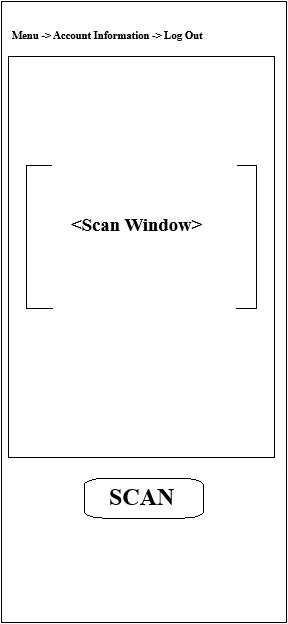 Menu -> Account Information -> Log Out
<Scan Window>
SCAN